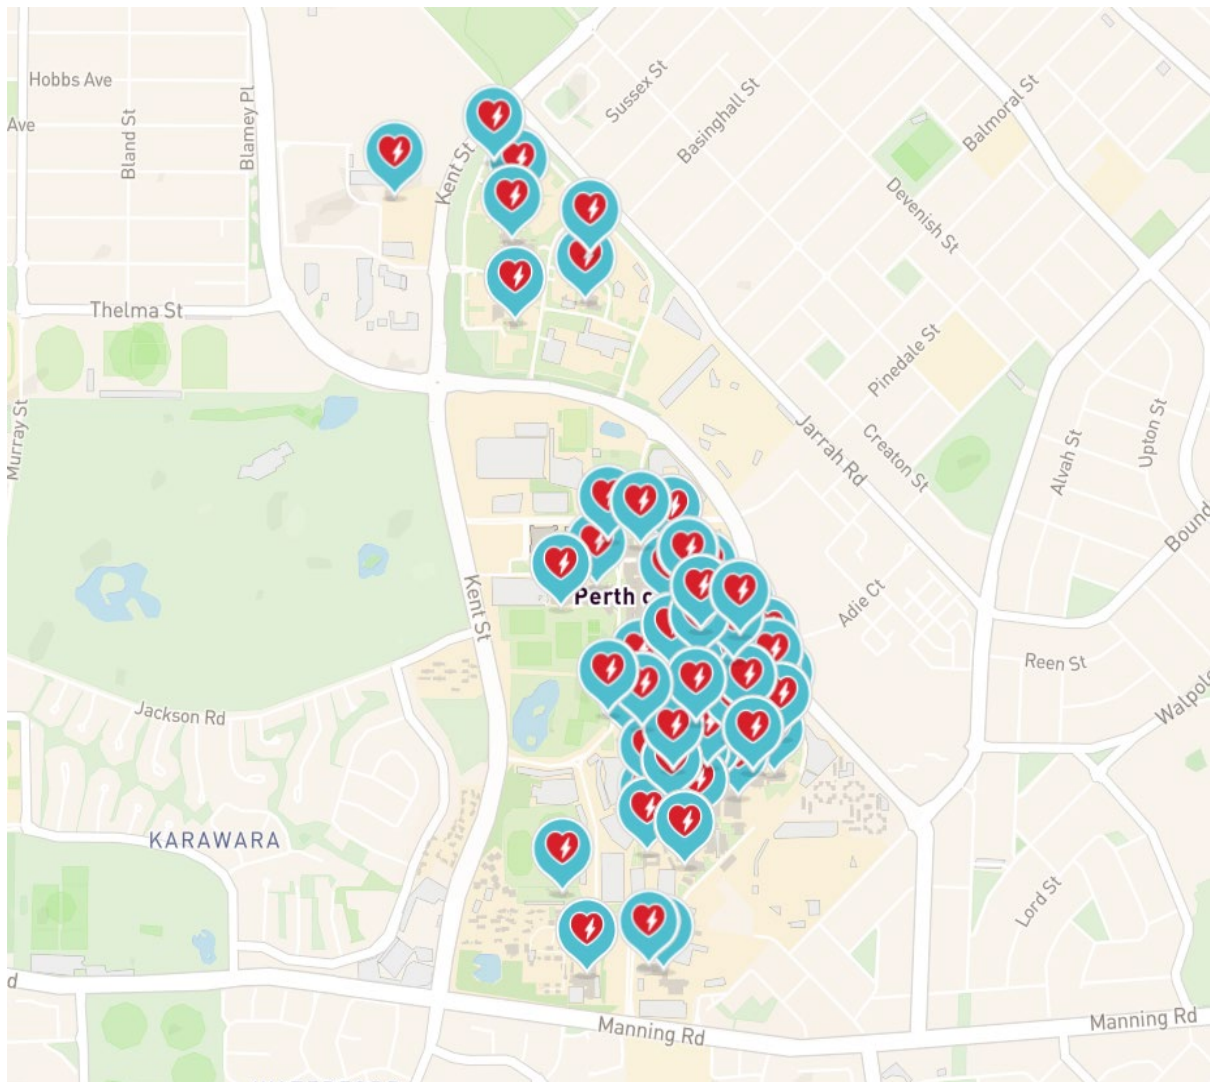 Hobbs Ave
Ave
Bland St
Blamey Pl
Kent St
Sussex St
Basinghall St
Balmoral St
Devenish St
Thelma St
Pinedale St
Murray St
Jarrah Rd
Creaton St
Alvah St
Upton St
Bound
Perth c
Kent St
Adie Ct
Reen St
Walpole
Jackson Rd
KARAWARA
Lord St
d
Manning Rd
Manning Rd